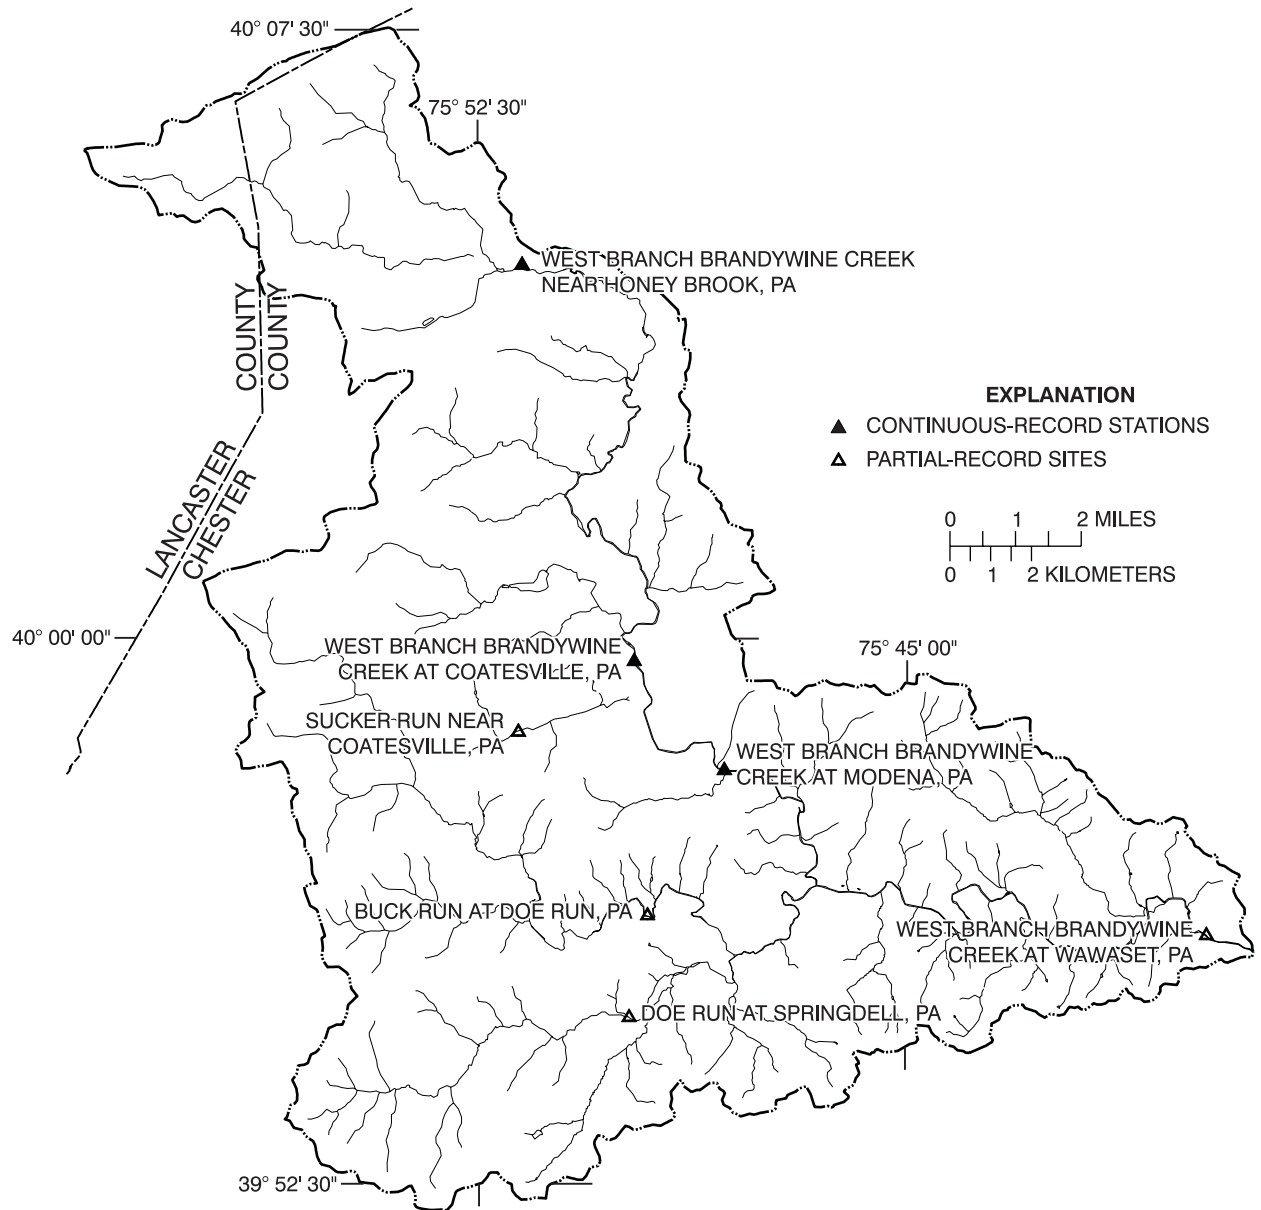 40° 07' 30"
75° 52' 30"
WEST BRANCH BRANDYWINE CREEK
NEAR HONEY BROOK, PA
COUNTY
COUNTY
LANCASTER
CHESTER
EXPLANATION
CONTINUOUS-RECORD STATIONS
PARTIAL-RECORD SITES
0 1 2 MILES
0 1 2 KILOMETERS
40° 00' 00"
WEST BRANCH BRANDYWINE
CREEK AT COATESVILLE, PA
75° 45' 00"
SUCKER RUN NEAR
COATESVILLE, PA
WEST BRANCH BRANDYWINE
CREEK AT MODENA, PA
BUCK RUN AT DOE RUN, PA
WEST BRANCH BRANDYWINE
CREEK AT WAWASET, PA
DOE RUN AT SPRINGDELL, PA
39° 52' 30"